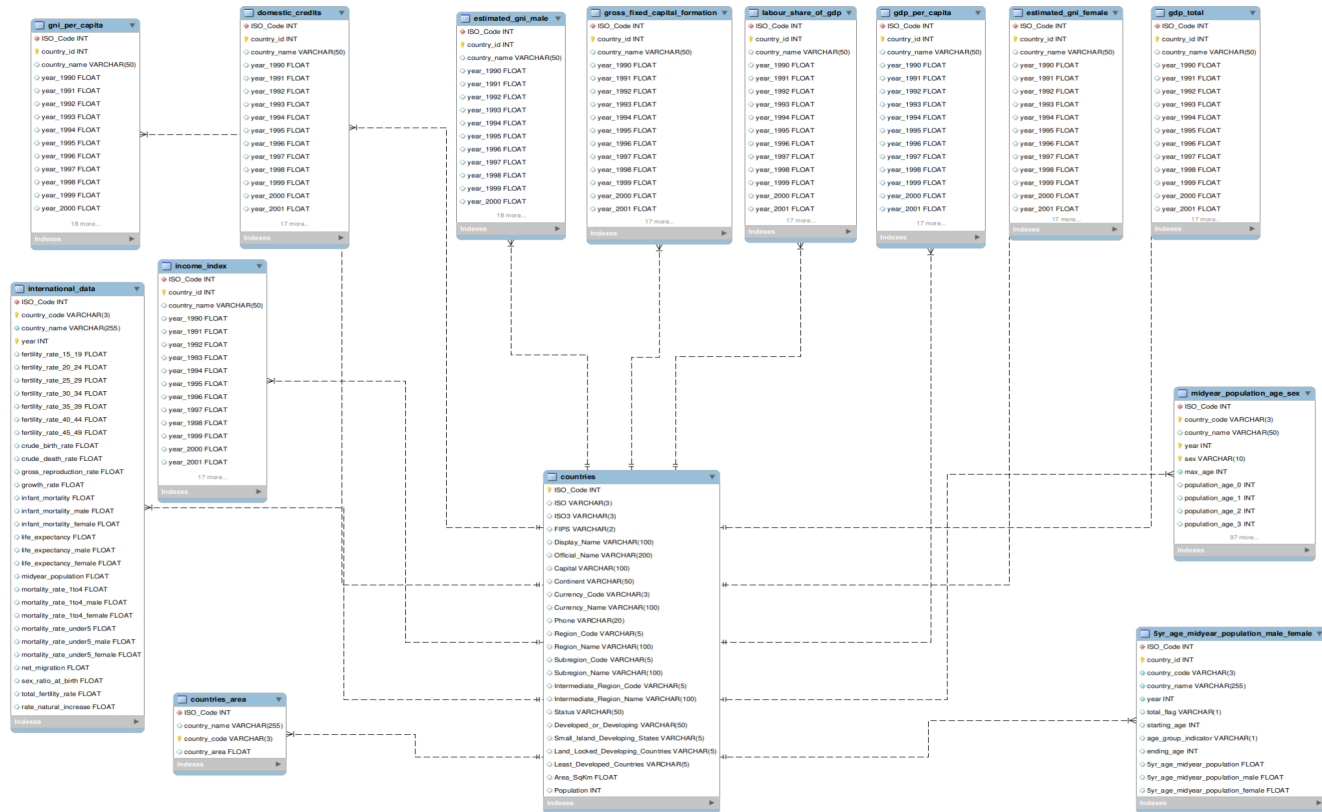 gni_per_capita
ISO_Code INT
country_id INT
country_name VARCHAR(50)
year_1990 FLOAT
year_1991 FLOAT
year_1992 FLOAT
year_1993 FLOAT
year_1994 FLOAT
year_1995 FLOAT
year_1996 FLOAT
year_1997 FLOAT
year_1998 FLOAT
year_1999 FLOAT
year_2000 FLOAT
18 more...
Indexes
domestic_credits
ISO_Code INT
country_id INT
country_name VARCHAR(50)
year_1990 FLOAT
year_1991 FLOAT
year_1992 FLOAT
year_1993 FLOAT
year_1994 FLOAT
year_1995 FLOAT
year_1996 FLOAT
year_1997 FLOAT
year_1998 FLOAT
year_1999 FLOAT
year_2000 FLOAT
year_2001 FLOAT
17 more...
Indexes
estimated_gni_male
ISO_Code INT
country_id INT
country_name VARCHAR(50)
year_1990 FLOAT
year_1991 FLOAT
year_1992 FLOAT
year_1993 FLOAT
year_1994 FLOAT
year_1995 FLOAT
year_1996 FLOAT
year_1997 FLOAT
year_1998 FLOAT
year_1999 FLOAT
year_2000 FLOAT
18 more...
Indexes
gross_fixed_capital_formation
ISO_Code INT
country_id INT
country_name VARCHAR(50)
year_1990 FLOAT
year_1991 FLOAT
year_1992 FLOAT
year_1993 FLOAT
year_1994 FLOAT
year_1995 FLOAT
year_1996 FLOAT
year_1997 FLOAT
year_1998 FLOAT
year_1999 FLOAT
year_2000 FLOAT
year_2001 FLOAT
17 more...
Indexes
labour_share_of_gdp
ISO_Code INT
country_id INT
country_name VARCHAR(50)
year_1990 FLOAT
year_1991 FLOAT
year_1992 FLOAT
year_1993 FLOAT
year_1994 FLOAT
year_1995 FLOAT
year_1996 FLOAT
year_1997 FLOAT
year_1998 FLOAT
year_1999 FLOAT
year_2000 FLOAT
year_2001 FLOAT
17 more...
Indexes
gdp_per_capita
ISO_Code INT
country_id INT
country_name VARCHAR(50)
year_1990 FLOAT
year_1991 FLOAT
year_1992 FLOAT
year_1993 FLOAT
year_1994 FLOAT
year_1995 FLOAT
year_1996 FLOAT
year_1997 FLOAT
year_1998 FLOAT
year_1999 FLOAT
year_2000 FLOAT
year_2001 FLOAT
17 more...
Indexes
estimated_gni_female
ISO_Code INT
country_id INT
country_name VARCHAR(50)
year_1990 FLOAT
year_1991 FLOAT
year_1992 FLOAT
year_1993 FLOAT
year_1994 FLOAT
year_1995 FLOAT
year_1996 FLOAT
year_1997 FLOAT
year_1998 FLOAT
year_1999 FLOAT
year_2000 FLOAT
year_2001 FLOAT
17 more...
Indexes
gdp_total
ISO_Code INT
country_id INT
country_name VARCHAR(50)
year_1990 FLOAT
year_1991 FLOAT
year_1992 FLOAT
year_1993 FLOAT
year_1994 FLOAT
year_1995 FLOAT
year_1996 FLOAT
year_1997 FLOAT
year_1998 FLOAT
year_1999 FLOAT
year_2000 FLOAT
year_2001 FLOAT
17 more...
Indexes
international_data
ISO_Code INT
country_code VARCHAR(3)
country_name VARCHAR(255)
year INT
fertility_rate_15_19 FLOAT
fertility_rate_20_24 FLOAT
fertility_rate_25_29 FLOAT
fertility_rate_30_34 FLOAT
fertility_rate_35_39 FLOAT
fertility_rate_40_44 FLOAT
fertility_rate_45_49 FLOAT
crude_birth_rate FLOAT
crude_death_rate FLOAT
gross_reproduction_rate FLOAT
growth_rate FLOAT
infant_mortality FLOAT
infant_mortality_male FLOAT
infant_mortality_female FLOAT
life_expectancy FLOAT
life_expectancy_male FLOAT
life_expectancy_female FLOAT
midyear_population FLOAT
mortality_rate_1to4 FLOAT
mortality_rate_1to4_male FLOAT
mortality_rate_1to4_female FLOAT
mortality_rate_under5 FLOAT
mortality_rate_under5_male FLOAT
mortality_rate_under5_female FLOAT
net_migration FLOAT
sex_ratio_at_birth FLOAT
total_fertility_rate FLOAT
rate_natural_increase FLOAT
Indexes
income_index
ISO_Code INT
country_id INT
country_name VARCHAR(50)
year_1990 FLOAT
year_1991 FLOAT
year_1992 FLOAT
year_1993 FLOAT
year_1994 FLOAT
year_1995 FLOAT
year_1996 FLOAT
year_1997 FLOAT
year_1998 FLOAT
year_1999 FLOAT
year_2000 FLOAT
year_2001 FLOAT
17 more...
Indexes
countries_area
ISO_Code INT
country_name VARCHAR(255)
country_code VARCHAR(3)
country_area FLOAT
Indexes
countries
ISO_Code INT
ISO VARCHAR(3)
ISO3 VARCHAR(3)
FIPS VARCHAR(2)
Display_Name VARCHAR(100)
Official_Name VARCHAR(200)
Capital VARCHAR(100)
Continent VARCHAR(50)
Currency_Code VARCHAR(3)
Currency_Name VARCHAR(100)
Phone VARCHAR(20)
Region_Code VARCHAR(5)
Region_Name VARCHAR(100)
Subregion_Code VARCHAR(5)
Subregion_Name VARCHAR(100)
Intermediate_Region_Code VARCHAR(5)
Intermediate_Region_Name VARCHAR(100)
Status VARCHAR(50)
Developed_or_Developing VARCHAR(50)
Small_Island_Developing_States VARCHAR(5)
Land_Locked_Developing_Countries VARCHAR(5)
Least_Developed_Countries VARCHAR(5)
Area_SqKm FLOAT
Population INT
Indexes
midyear_population_age_sex
ISO_Code INT
country_code VARCHAR(3)
country_name VARCHAR(50)
year INT
sex VARCHAR(10)
max_age INT
population_age_0 INT
population_age_1 INT
population_age_2 INT
population_age_3 INT
97 more...
Indexes
5yr_age_midyear_population_male_female
ISO_Code INT
country_id INT
country_code VARCHAR(3)
country_name VARCHAR(255)
year INT
total_flag VARCHAR(1)
starting_age INT
age_group_indicator VARCHAR(1)
ending_age INT
5yr_age_midyear_population FLOAT
5yr_age_midyear_population_male FLOAT
5yr_age_midyear_population_female FLOAT
Indexes